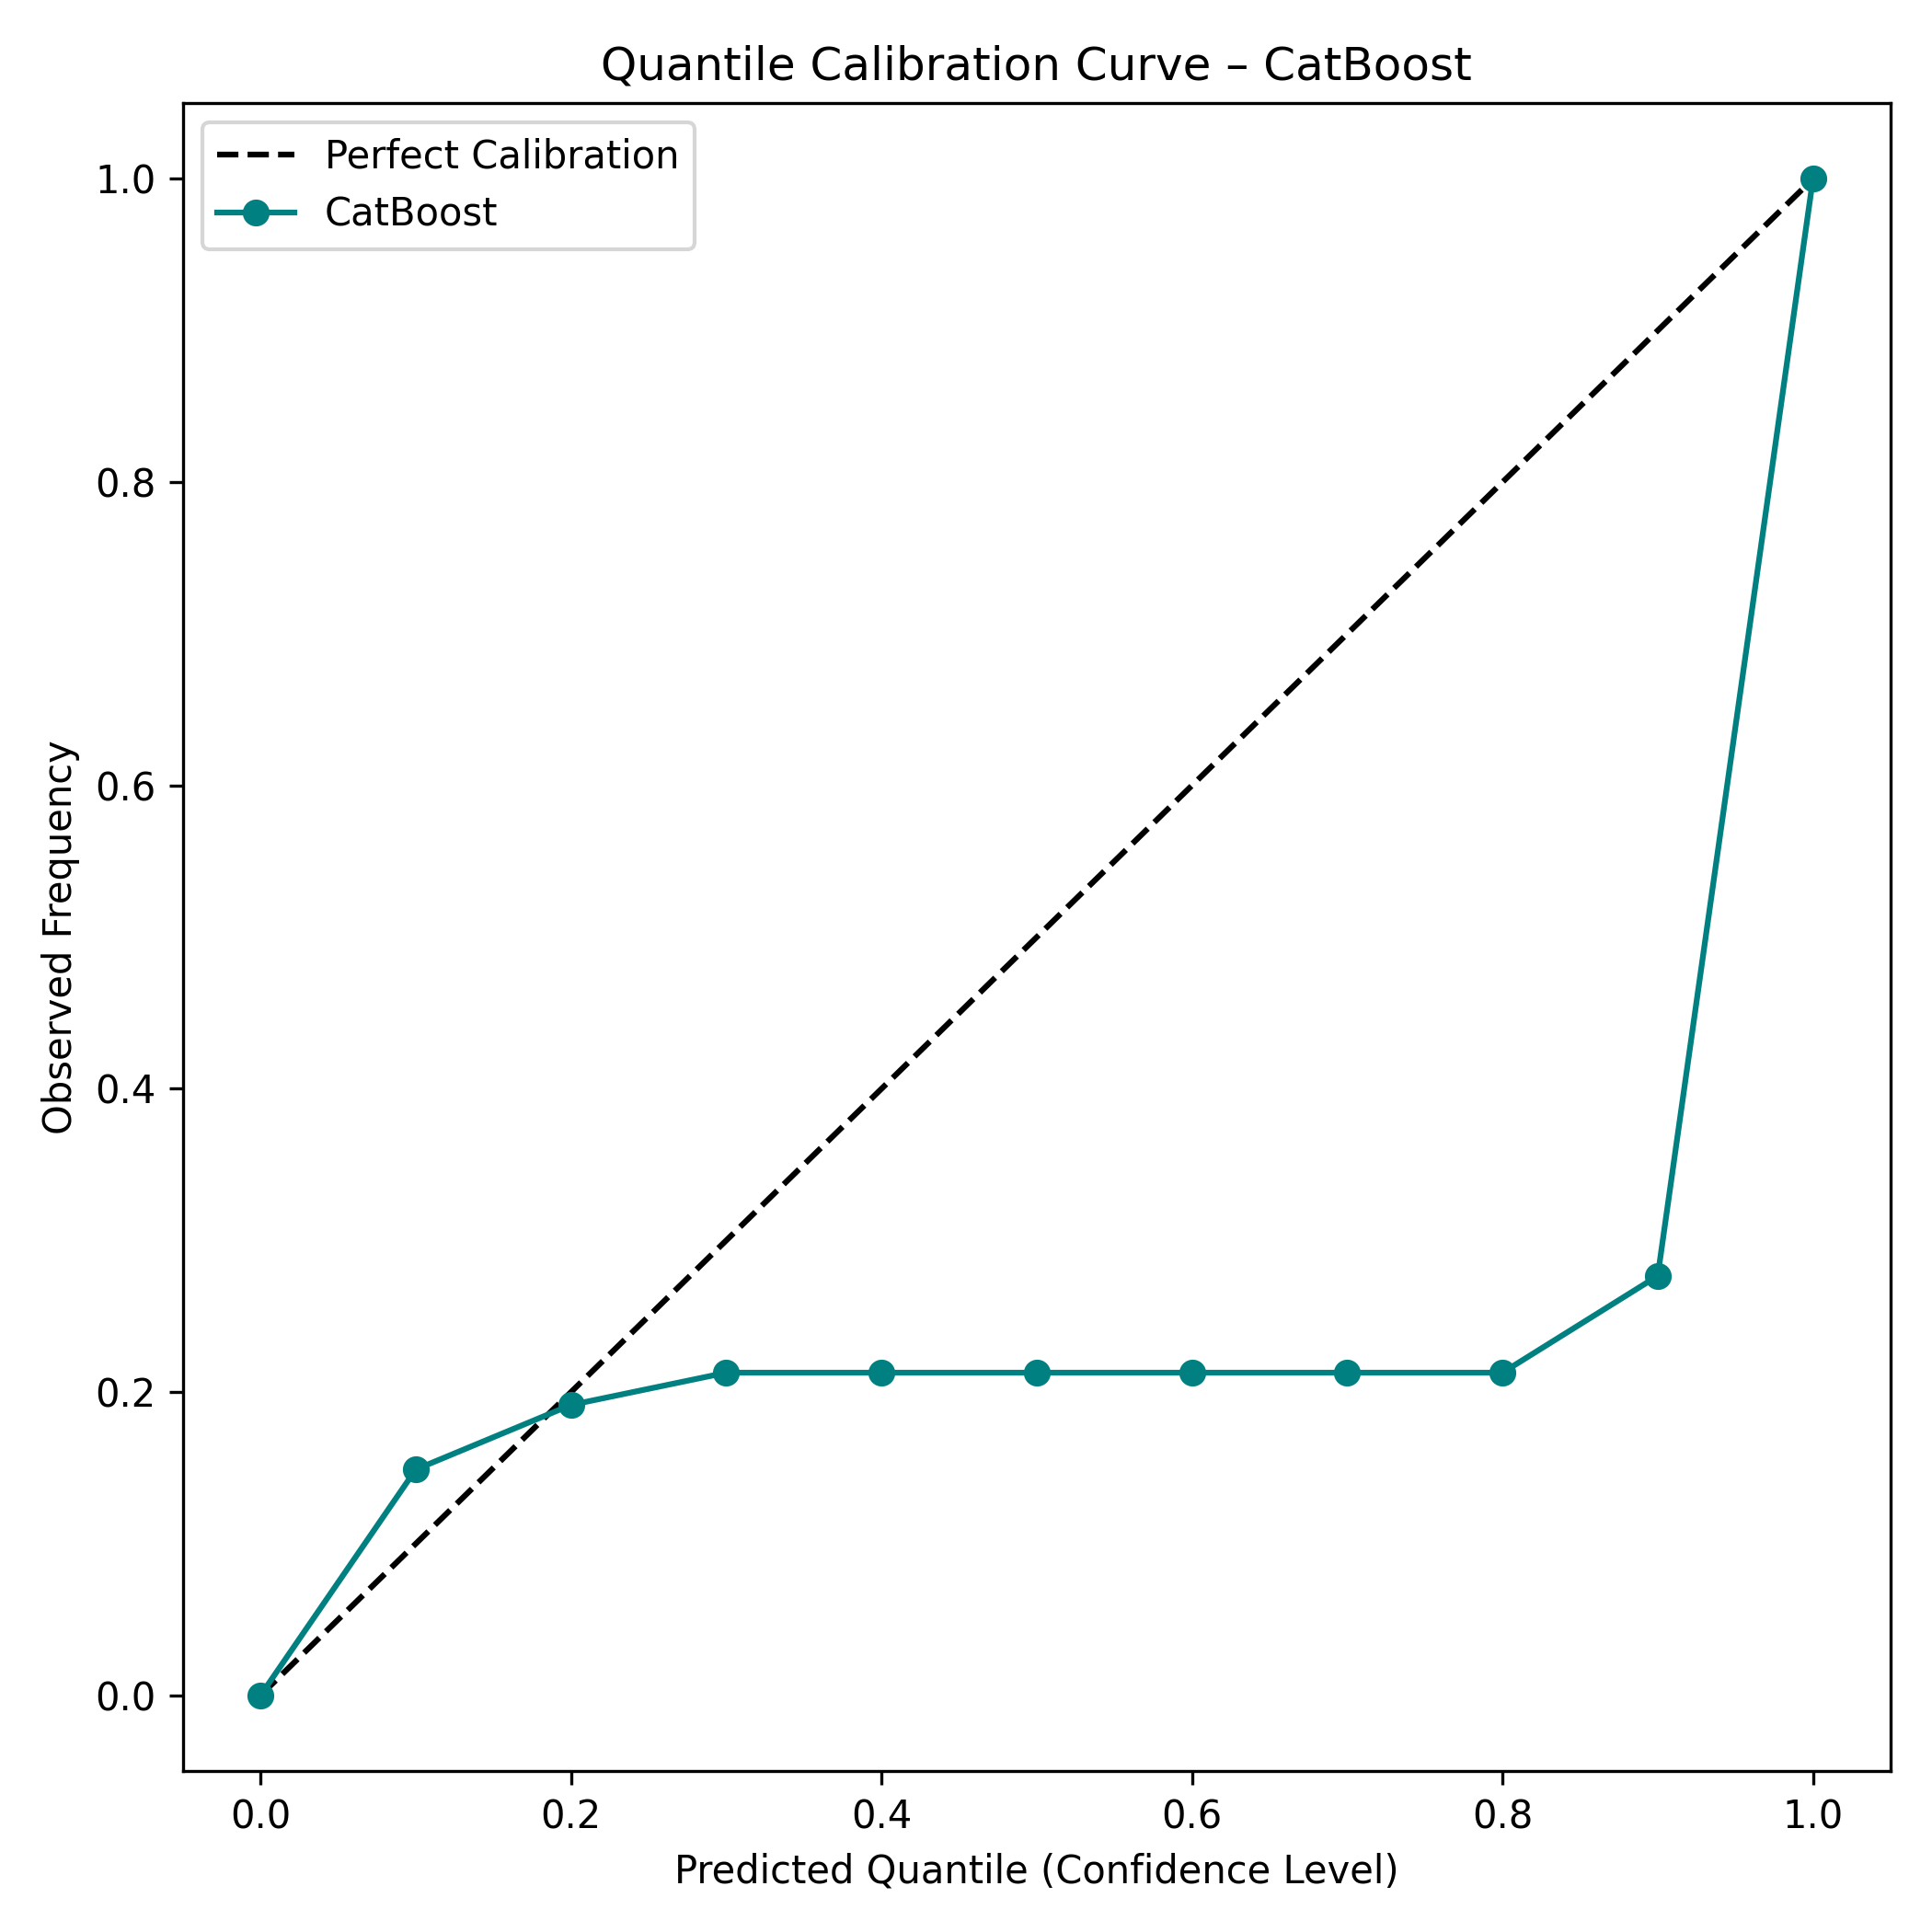 Quantile Calibration Curve – CatBoost
Perfect Calibration
CatBoost
1.0
0.8
0.6
0.4
0.2
0.0
Observed Frequency
0.0 0.2 0.4 0.6 0.8 1.0
Predicted Quantile (Confidence Level)